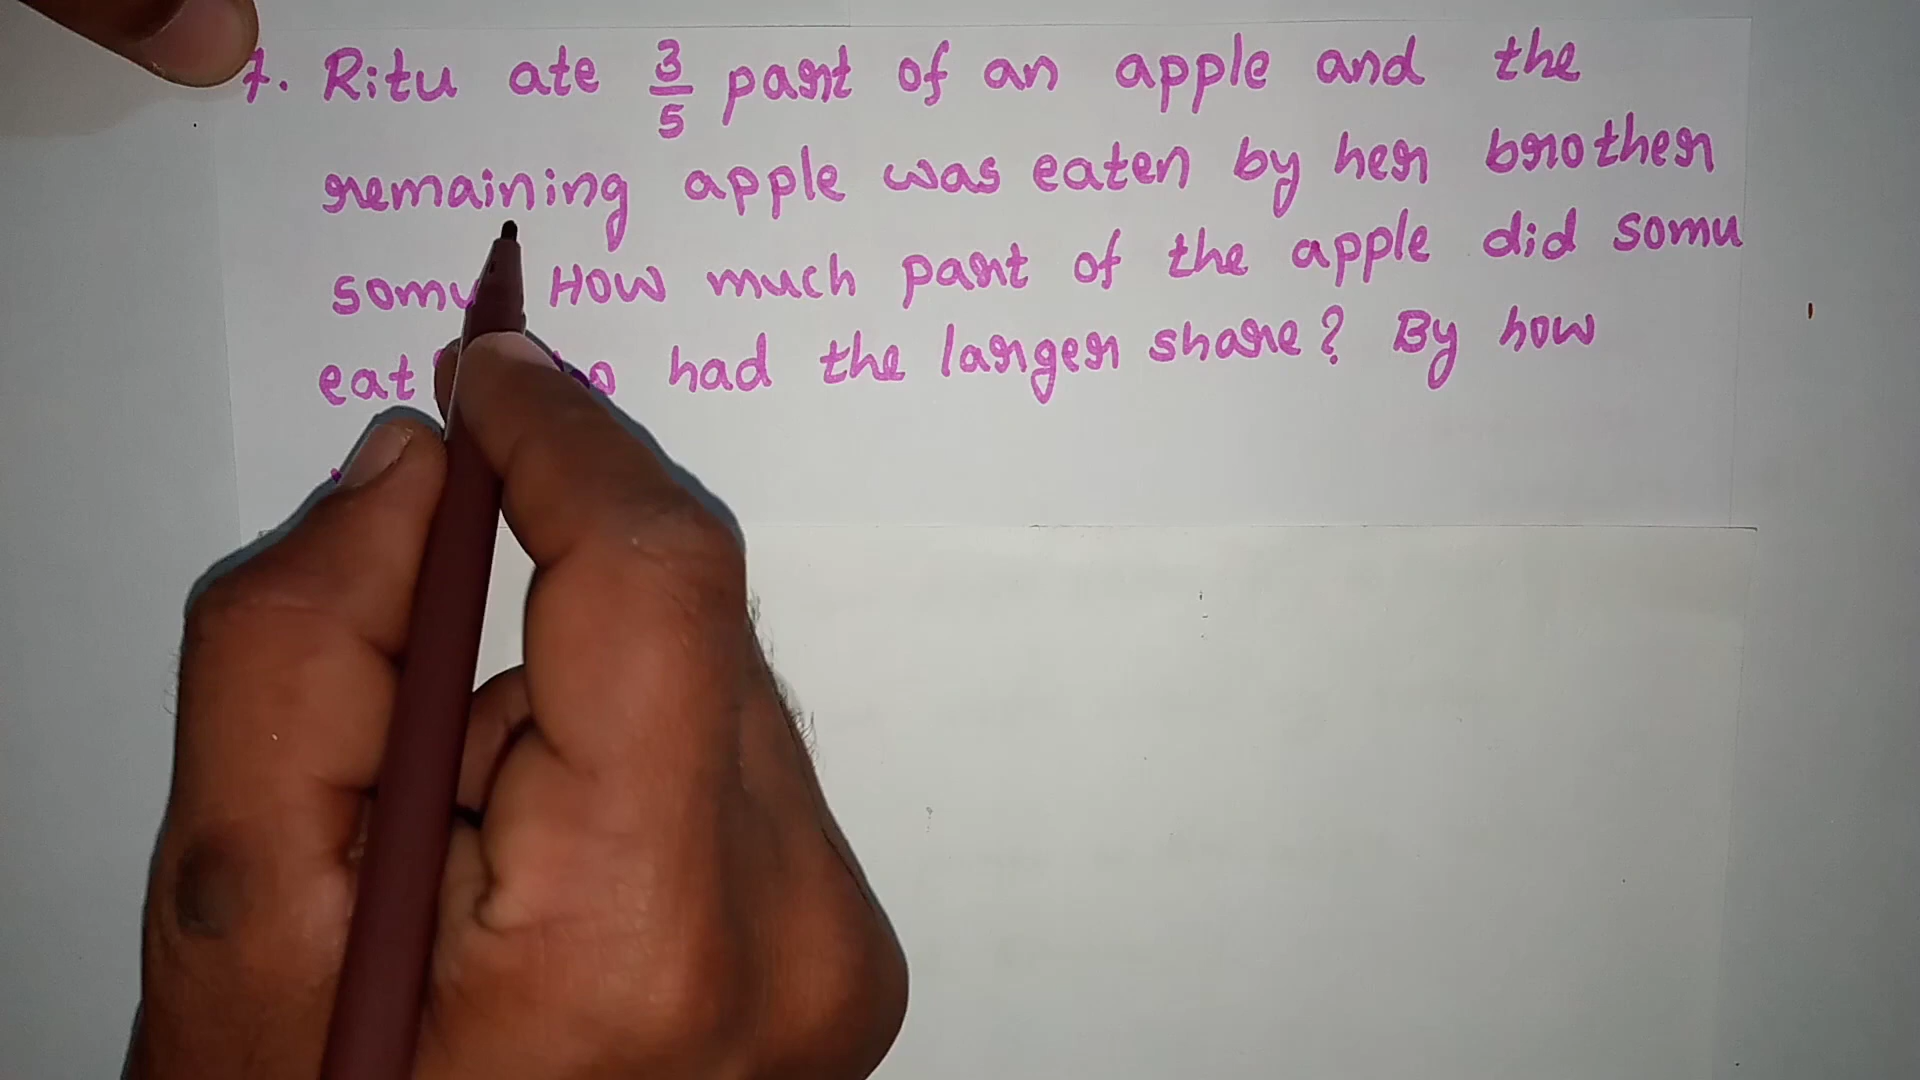 7. Ritu ate 3/5 part of an apple and the
remaining apple was eaten by her brother
somu How much part of the apple did somu
eat had the larger share? By how